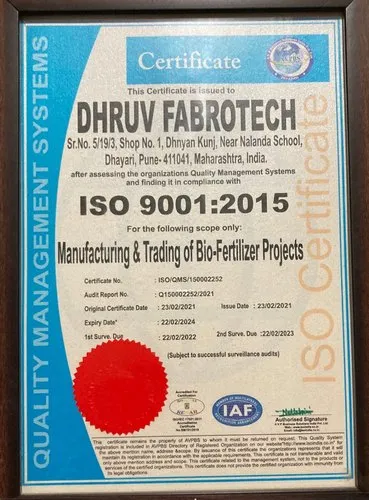 QUALITY MANAGEMENT SYSTEMS
Certificate
This Certificate is issued to
DHRUV FABROTECH
Sr.No. 5/19/3, Shop No. 1, Dhnyan Kunj, Near Nalanda School,
Dhayari, Pune- 411041, Maharashtra, India.
after assessing the organizations Quality Management Systems
and finding it in compliance with
ISO 9001:2015
For the following scope only:
Manufacturing & Trading of Bio-Fertilizer Projects
Certificate No. : ISO/QMS/150002252
Audit Report No. : Q150002252/2021
Original Certificate Date : 23/02/2021 Issue Date : 23/02/2021
Expiry Date* : 22/02/2024
1st Surve. Due : 22/02/2022 2nd Surve. Due :22/02/2023
(Subject to successful surveillance audits)
ISO Certificate
Accredited For
Certification
Accreditation
Certificate
IAF
Authorised Signature
This certificate remains the property of AVPBS to whom it must be returned on request. This Quality System
registration is included in AVPBS Directory of Registered Organization on our website
the above mention name, address &scope. By issuance of this certificate the organizations represents that it will
maintain its registration in accordance with the applicable requirements. This certificate is not transferable and valid
only above mention address and scope. This certificate related to the management system, not to the products or
services of the certified organizations. This certificate does not provide the certified organization with immunity from
its legal obligations.